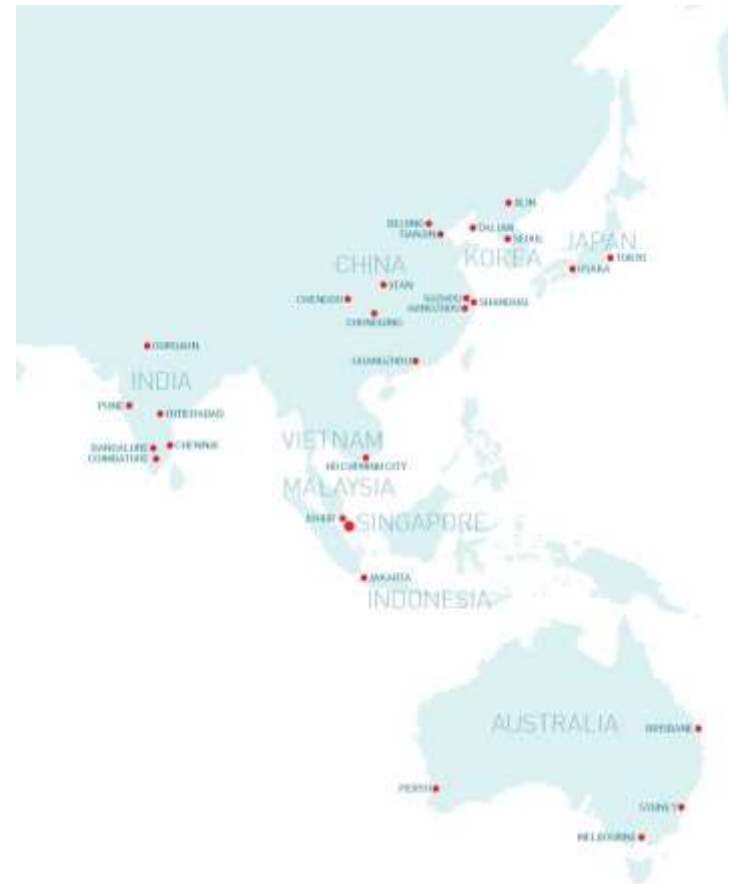 JILIN
BEIJING
DALIAN
TIANJIN
SEOUL
JAPAN
KOREA
TOKYO
CHINA
OSAKA
XI'AN
CHENGDU
SUZHOU
SHANGHAI
HANGZHOU
CHONGQING
GURGAON
GUANGZHOU
INDIA
PUNE
HYDERABAD
VIETNAM
CHENNAI
BANGALORE
COIMBATORE
HO CHI MINH CITY
MALAYSIA
SINGAPORE
JAKARTA
INDONESIA
AUSTRALIA
BRISBANE
PERTH
SYDNEY
MELBOURNE